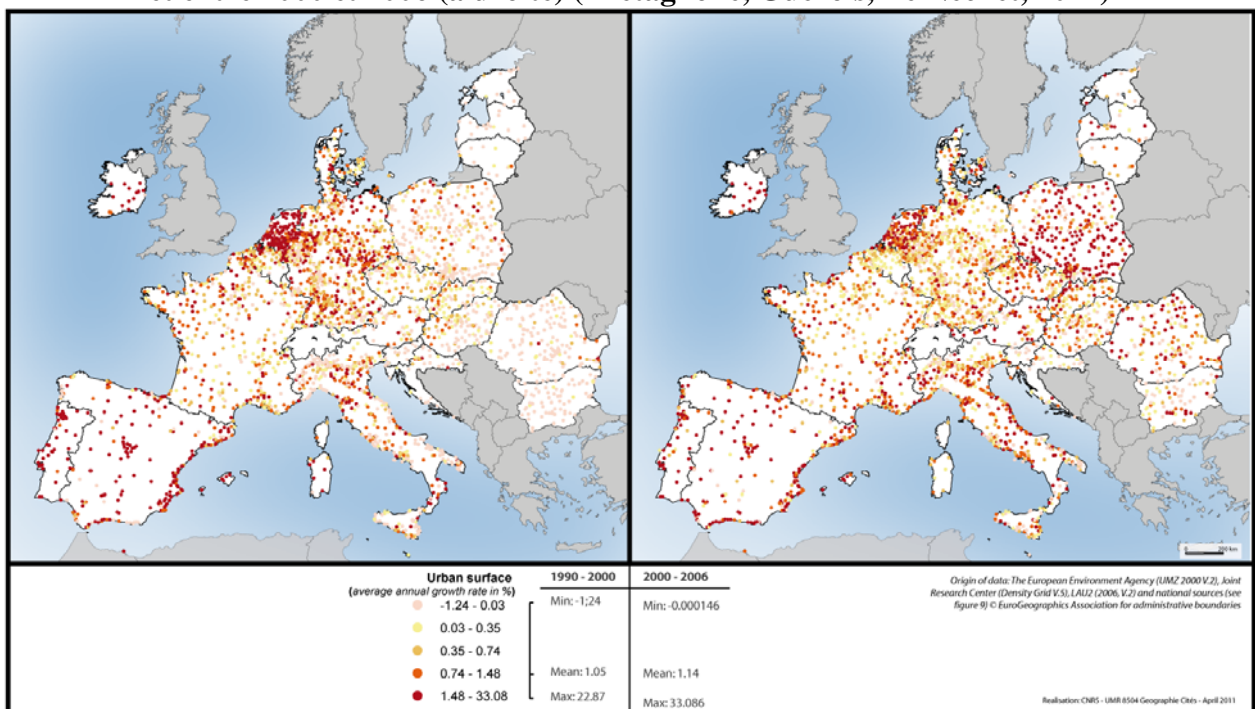 Urban surface
(average annual growth rate in %)
1990 - 2000
2000 - 2006
-1.24 - 0.03
0.03 - 0.35
0.35 - 0.74
0.74 - 1.48
1.48 - 33.08
Min: -1;24
Mean: 1.05
Max: 22.87
Min: -0.000146
Mean: 1.14
Max: 33.086
0 200 km
Origin of data: The European Environment Agency (UMZ 2000 V.2), Joint
Research Center (Density Grid V.5), LAU2 (2006, V.2) and national sources (see
figure 9) © EuroGeographics Association for administrative boundaries
Realisation: CNRS - UMR 8504 Geographie Cités - April 2011